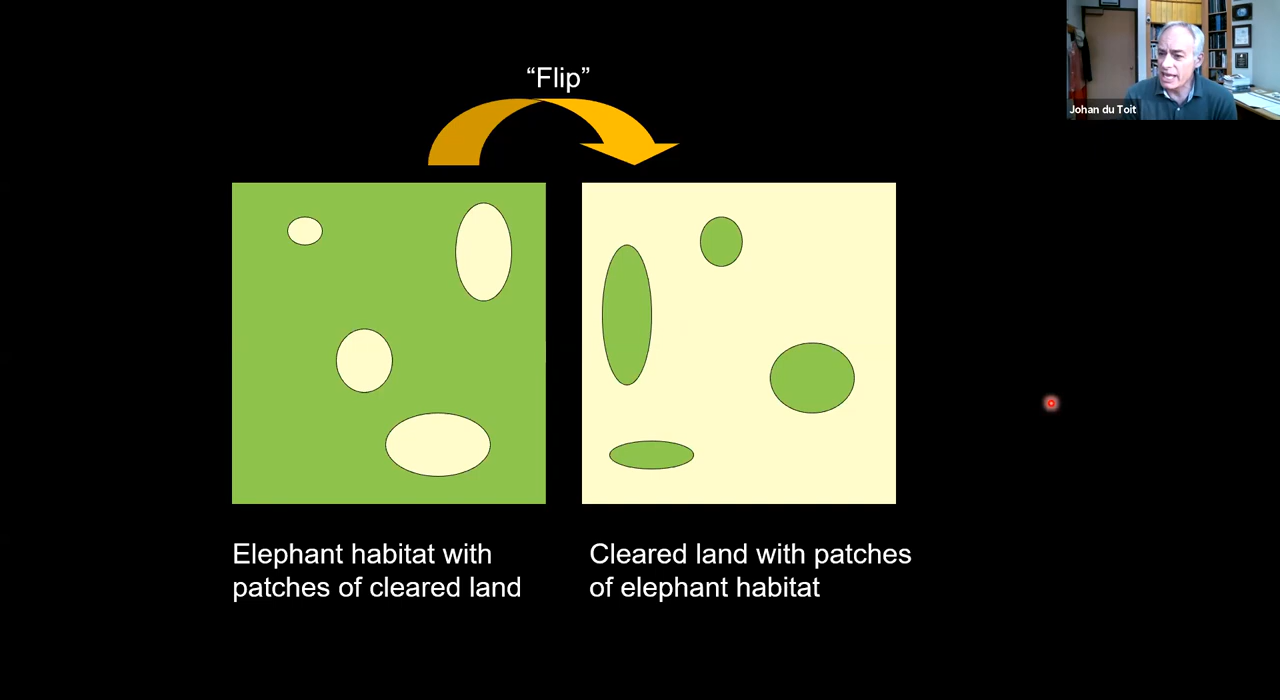 “Flip”
Johan du Toit
Elephant habitat with
patches of cleared land
Cleared land with patches
of elephant habitat